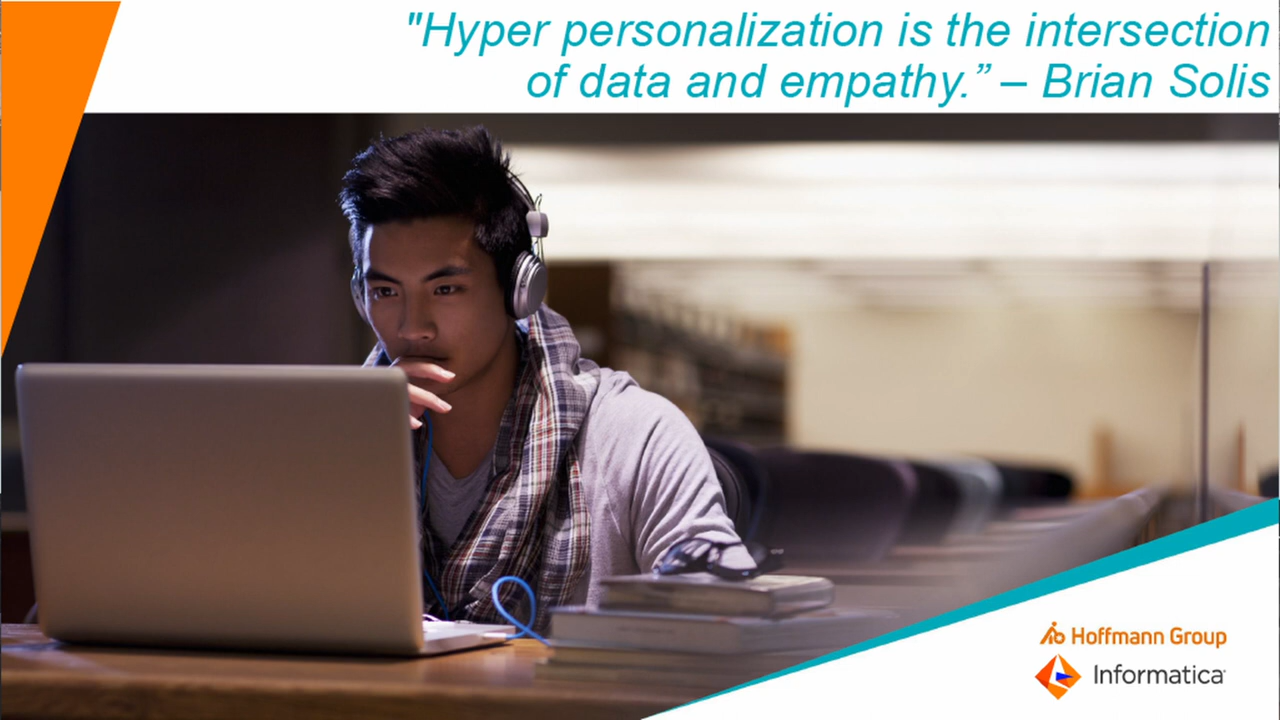 "Hyper personalization is the intersection
of data and empathy.” – Brian Solis
Hoffmann Group
Informatica